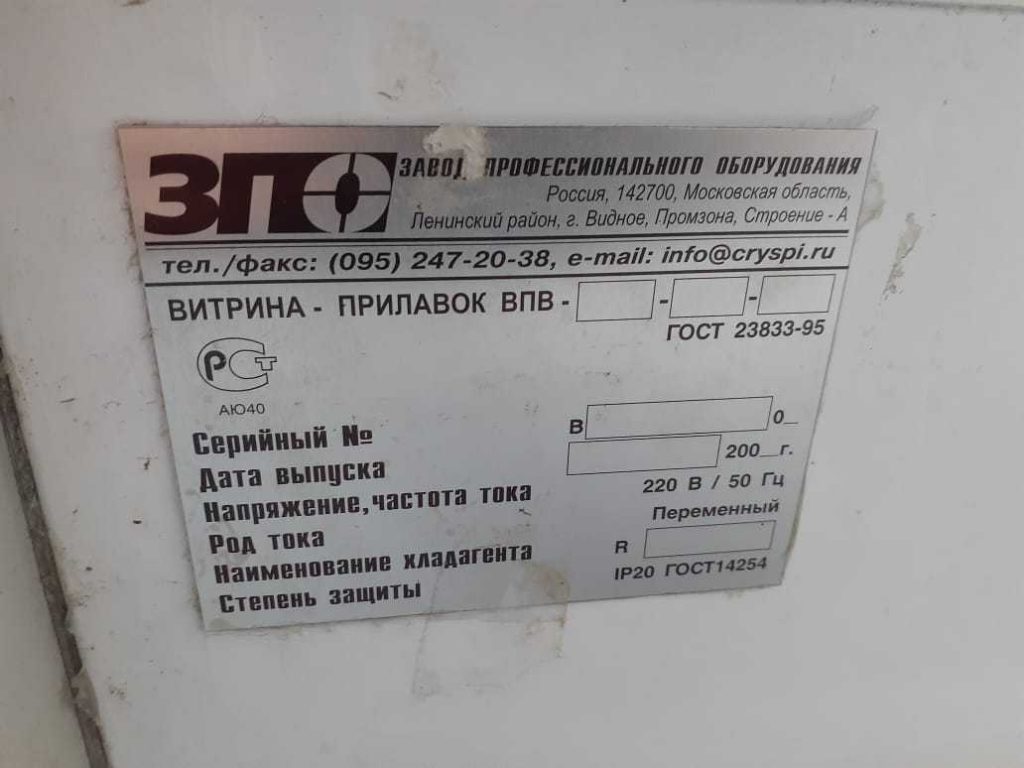 ЗПО
ЗАВОД ПРОФЕССИОНАЛЬНОГО ОБОРУДОВАНИЯ
Россия, 142700, Московская область,
Ленинский район, г. Видное, Промзона, Строение - А
тел./факс: (095) 247-20-38, e-mail: info@cryspi.ru
ВИТРИНА - ПРИЛАВОК ВПВ - - -
ГОСТ 23833-95
РСТ
АЮ40
Серийный № В 0_
Дата выпуска 200_г.
Напряжение, частота тока 220 В / 50 Гц
Род тока Переменный
Наименование хладагента R
Степень защиты IP20 ГОСТ14254